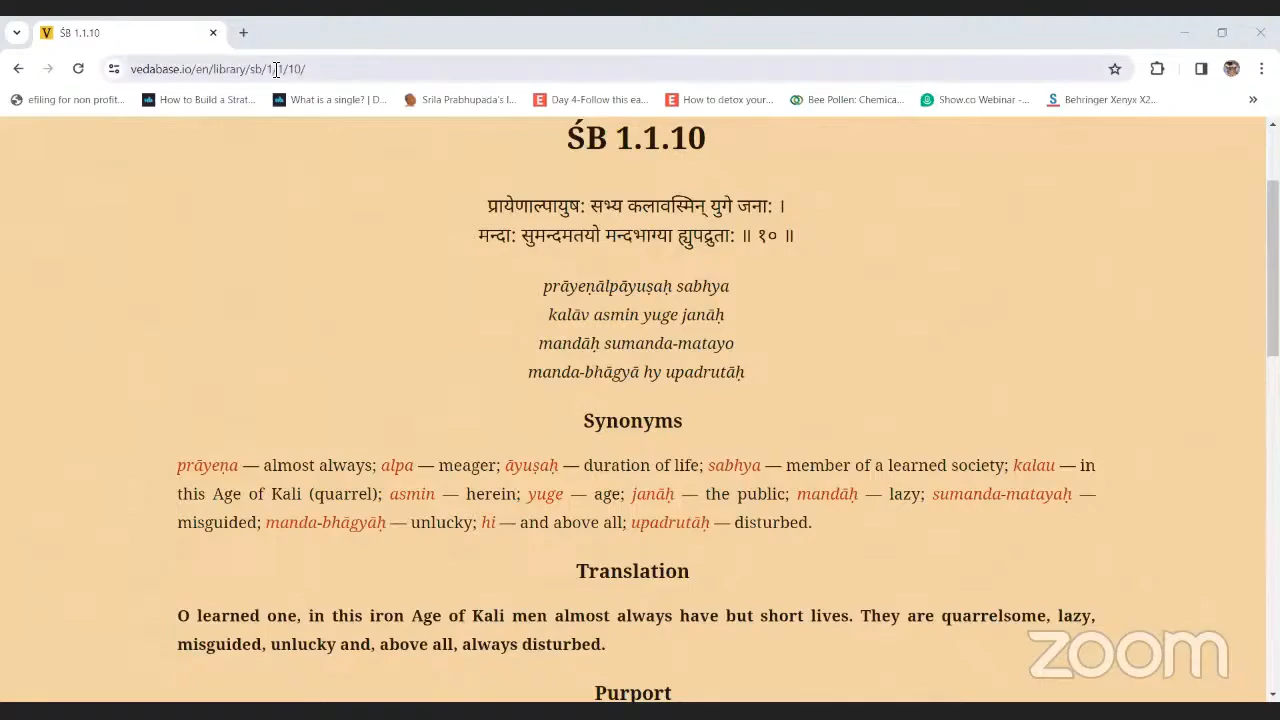 V ŚB 1.1.10
vedabase.io/en/library/sb/1/1/10/
efiling for non profit... How to Build a Strat... What is a single? | D... Srila Prabhupada's l... Day 4-Follow this ea... How to detox your... Bee Pollen: Chemica... Show.co Webinar -... Behringer Xenyx X2...
ŚB 1.1.10
प्रायेणाल्पायुष: सभ्य कलावस्मिन् युगे जना: ।
मन्दा: सुमन्दमतयो मन्दभाग्या ह्युपद्रुता: ॥ १० ॥
prāyeṇālpāyuṣaḥ sabhya
kalāv asmin yuge janāḥ
mandāḥ sumanda-matayo
manda-bhāgyā hy upadrutāḥ
Synonyms
prāyeṇa — almost always; alpa — meager; āyuṣaḥ — duration of life; sabhya — member of a learned society; kalau — in
this Age of Kali (quarrel); asmin — herein; yuge — age; janāḥ — the public; mandāḥ — lazy; sumanda-matayaḥ —
misguided; manda-bhāgyāḥ — unlucky; hi — and above all; upadrutāḥ — disturbed.
Translation
O learned one, in this iron Age of Kali men almost always have but short lives. They are quarrelsome, lazy,
misguided, unlucky and, above all, always disturbed.
zoom
Purport